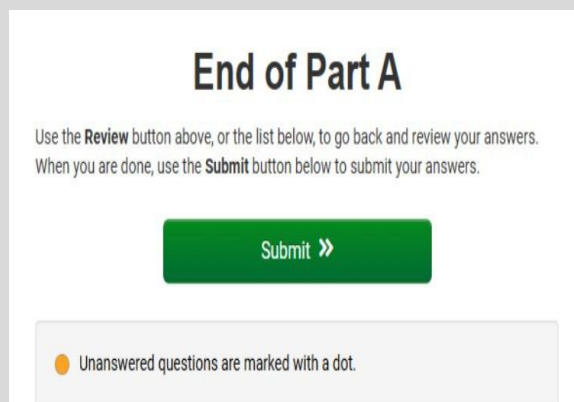 End of Part A
Use the Review button above, or the list below, to go back and review your answers.
When you are done, use the Submit button below to submit your answers.
Submit »
Unanswered questions are marked with a dot.